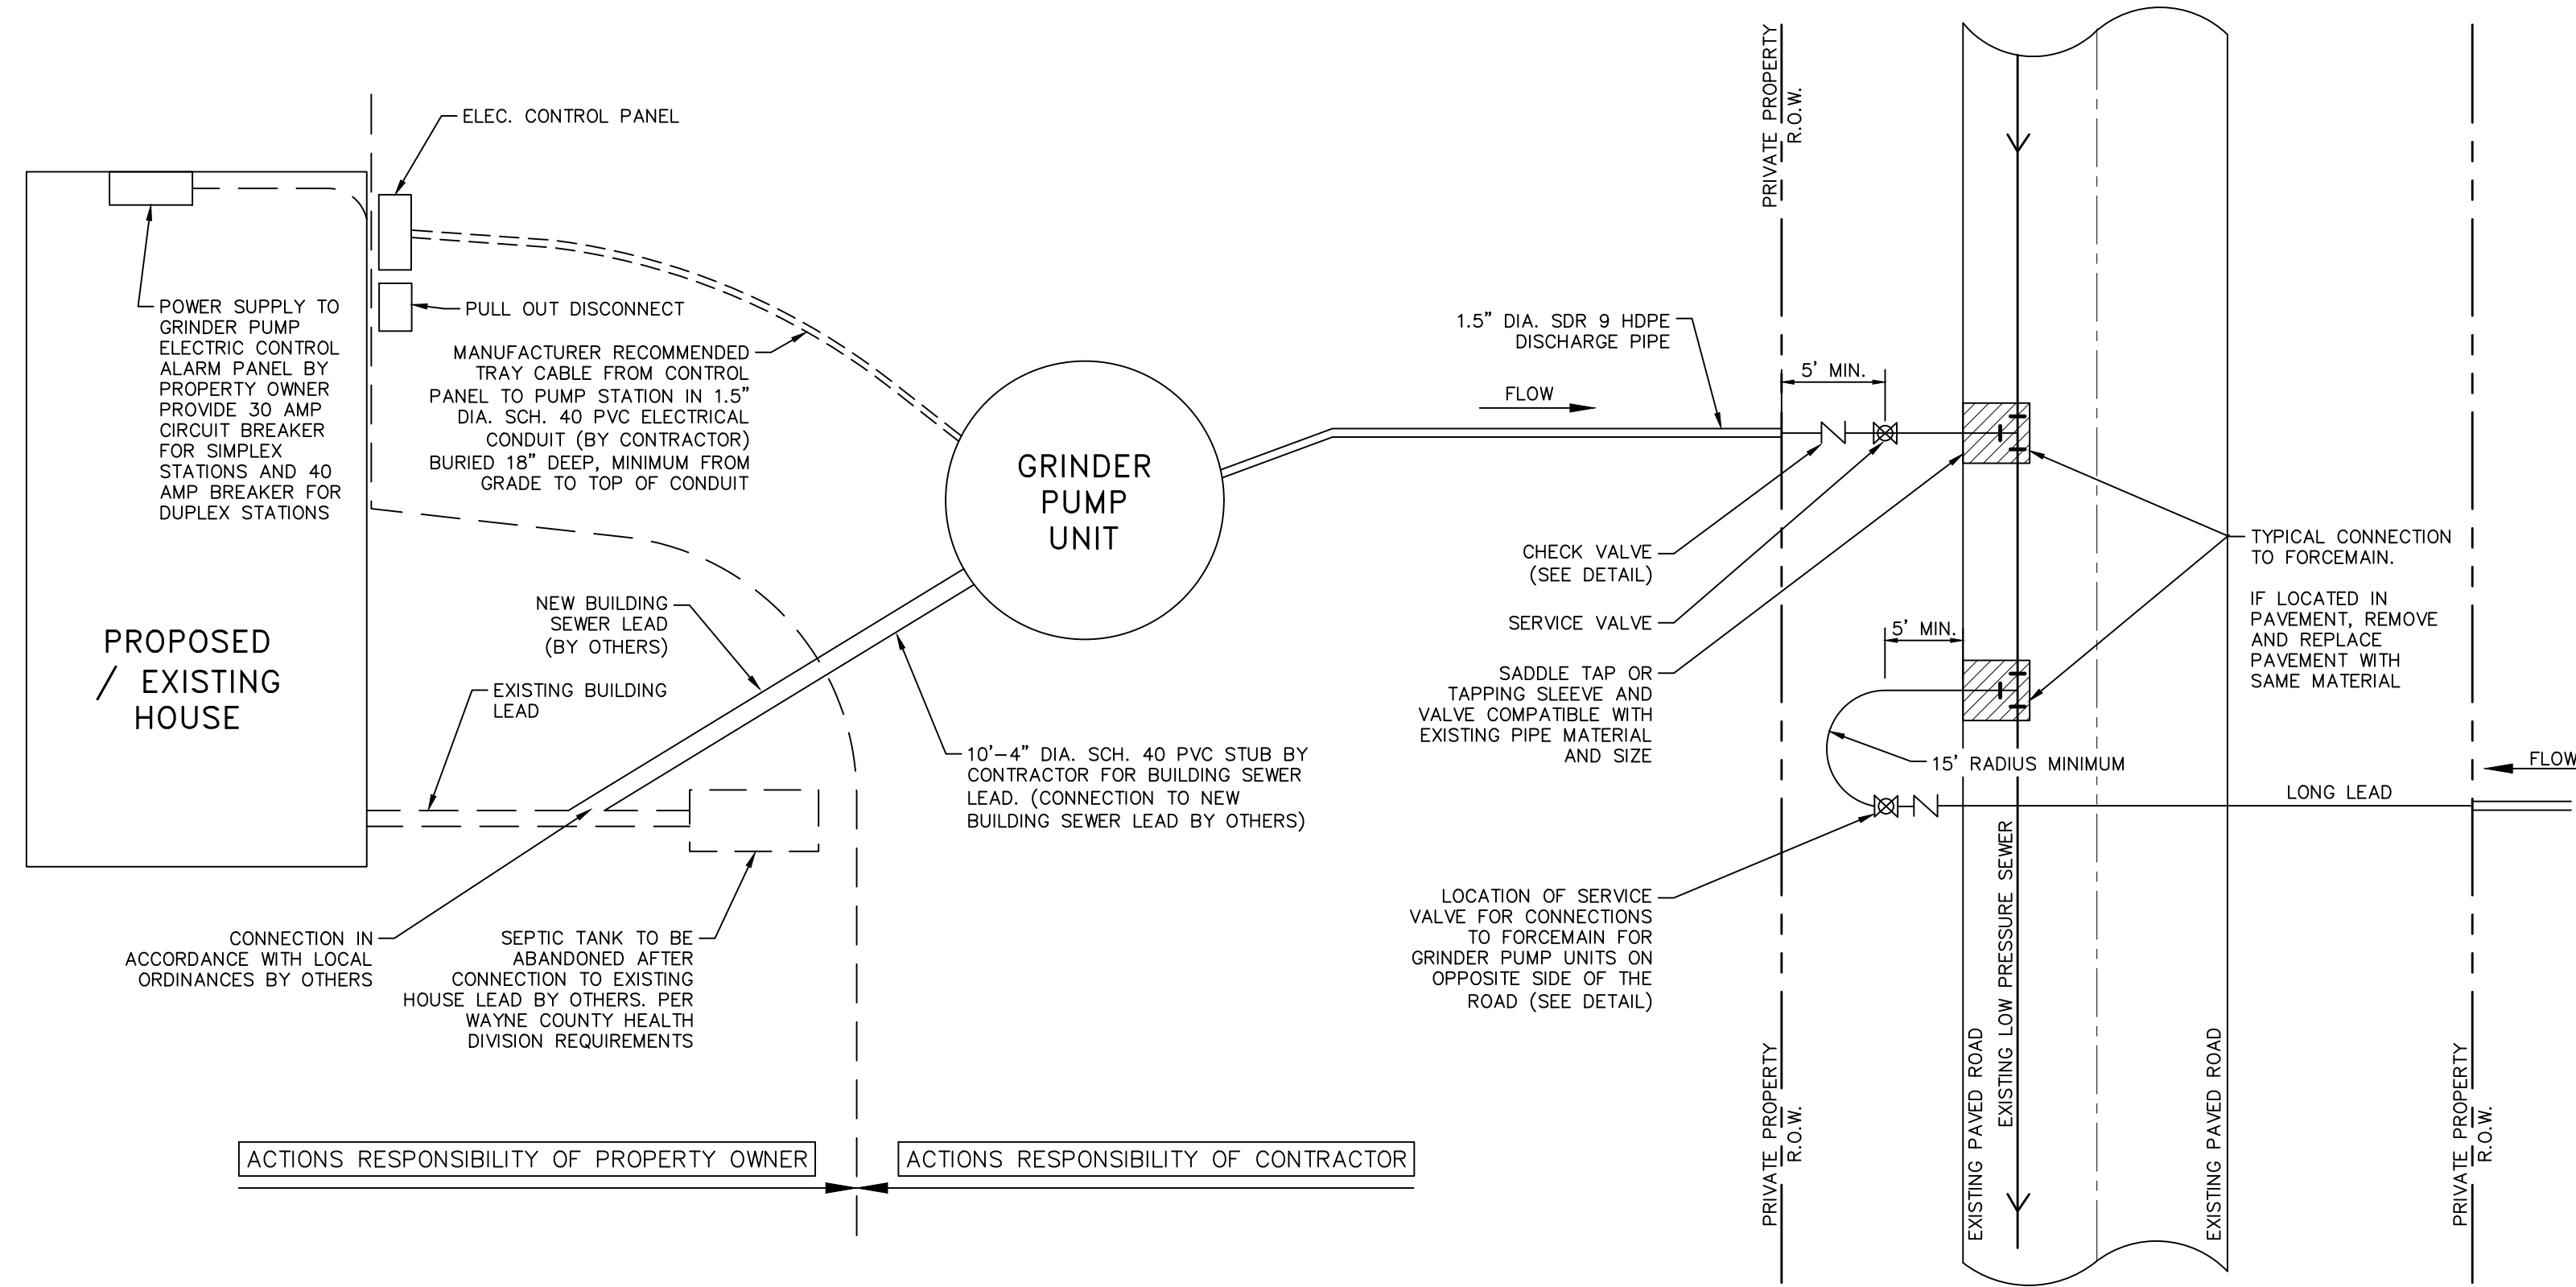 ELEC. CONTROL PANEL
POWER SUPPLY TO
GRINDER PUMP
ELECTRIC CONTROL
ALARM PANEL BY
PROPERTY OWNER
PROVIDE 30 AMP
CIRCUIT BREAKER
FOR SIMPLEX
STATIONS AND 40
AMP BREAKER FOR
DUPLEX STATIONS
PULL OUT DISCONNECT
MANUFACTURER RECOMMENDED
TRAY CABLE FROM CONTROL
PANEL TO PUMP STATION IN 1.5"
DIA. SCH. 40 PVC ELECTRICAL
CONDUIT (BY CONTRACTOR)
BURIED 18" DEEP, MINIMUM FROM
GRADE TO TOP OF CONDUIT
GRINDER
PUMP
UNIT
PROPOSED
/ EXISTING
HOUSE
NEW BUILDING
SEWER LEAD
(BY OTHERS)
EXISTING BUILDING
LEAD
10'-4" DIA. SCH. 40 PVC STUB BY
CONTRACTOR FOR BUILDING SEWER
LEAD. (CONNECTION TO NEW
BUILDING SEWER LEAD BY OTHERS)
CONNECTION IN
ACCORDANCE WITH LOCAL
ORDINANCES BY OTHERS
SEPTIC TANK TO BE
ABANDONED AFTER
CONNECTION TO EXISTING
HOUSE LEAD BY OTHERS. PER
WAYNE COUNTY HEALTH
DIVISION REQUIREMENTS
ACTIONS RESPONSIBILITY OF PROPERTY OWNER
ACTIONS RESPONSIBILITY OF CONTRACTOR
PRIVATE PROPERTY
R.O.W.
1.5" DIA. SDR 9 HDPE
DISCHARGE PIPE
FLOW
5' MIN.
CHECK VALVE
(SEE DETAIL)
SERVICE VALVE
SADDLE TAP OR
TAPPING SLEEVE AND
VALVE COMPATIBLE WITH
EXISTING PIPE MATERIAL
AND SIZE
5' MIN.
15' RADIUS MINIMUM
LOCATION OF SERVICE
VALVE FOR CONNECTIONS
TO FORCEMAIN FOR
GRINDER PUMP UNITS ON
OPPOSITE SIDE OF THE
ROAD (SEE DETAIL)
TYPICAL CONNECTION
TO FORCEMAIN.
IF LOCATED IN
PAVEMENT, REMOVE
AND REPLACE
PAVEMENT WITH
SAME MATERIAL
FLOW
LONG LEAD
PRIVATE PROPERTY
R.O.W.
EXISTING PAVED ROAD
EXISTING LOW PRESSURE SEWER
EXISTING PAVED ROAD
PRIVATE PROPERTY
R.O.W.